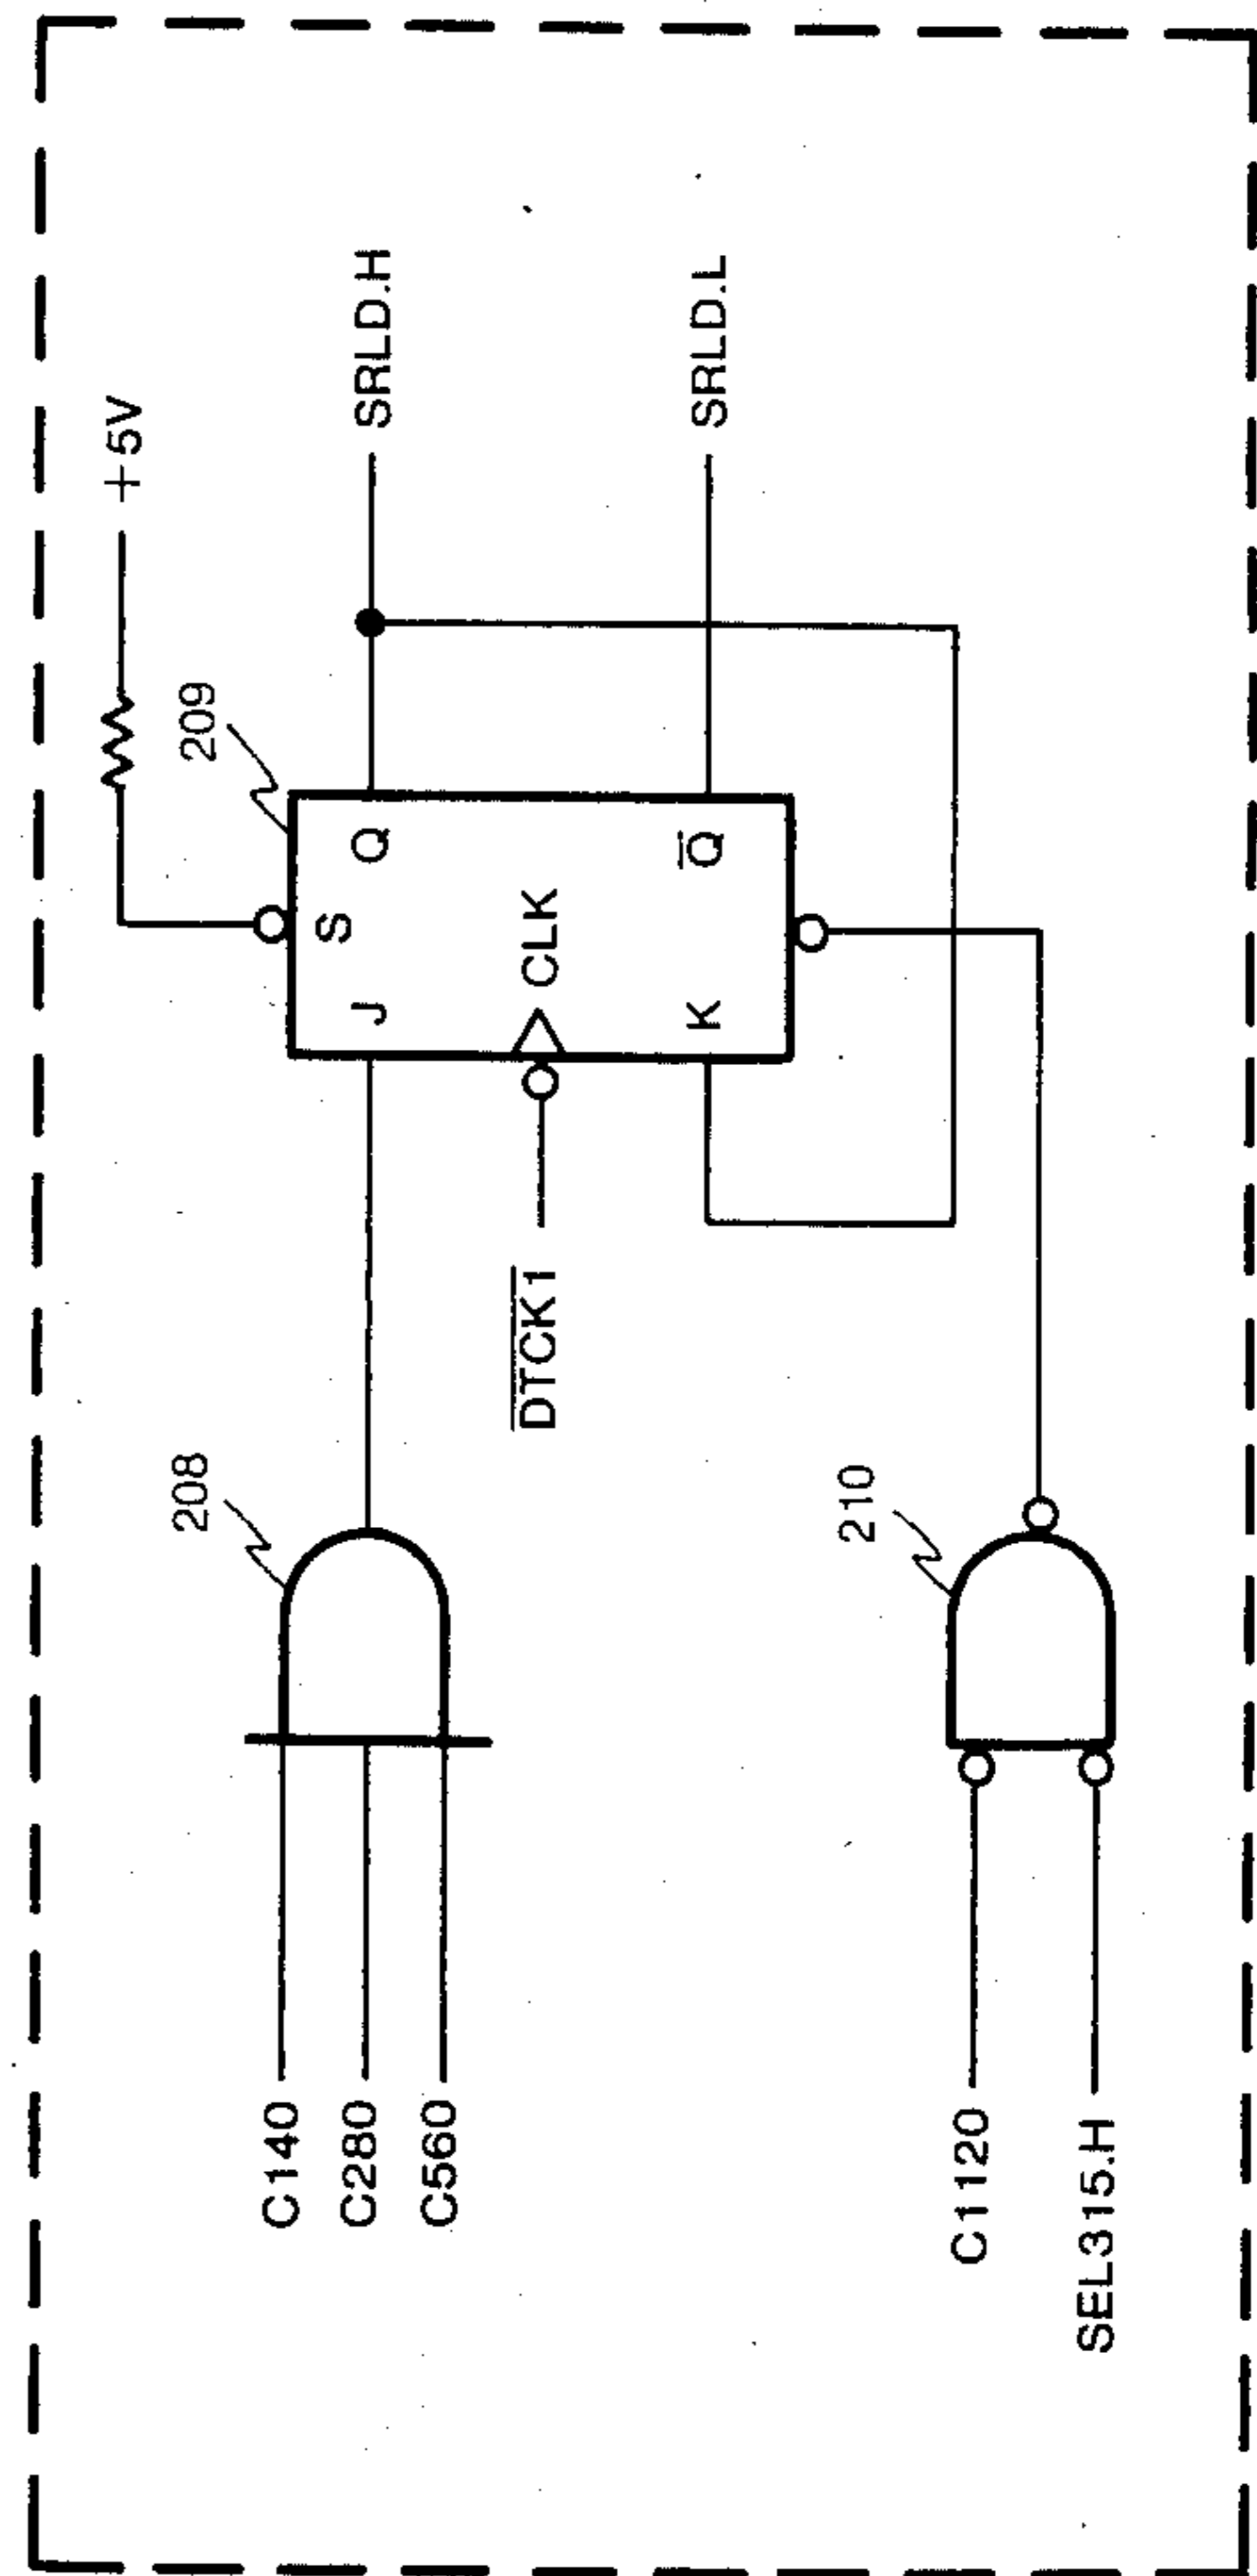 +5V
209
S
J
Q
SRLD.H
208
C140
C280
C560
CLK
DTCK1
K
Q
SRLD.L
210
C1120
SEL315.H